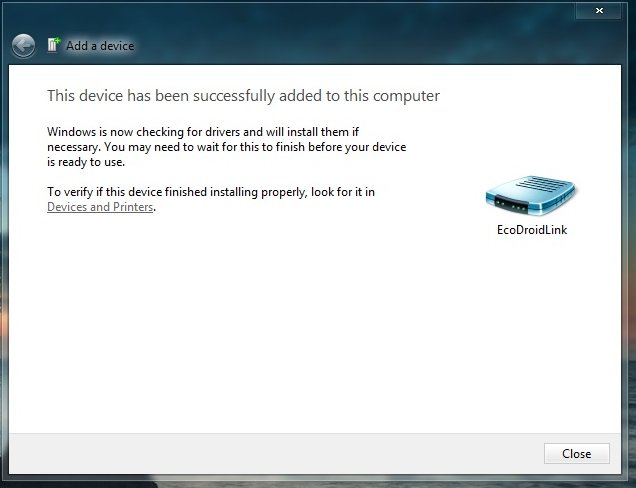 Add a device
This device has been successfully added to this computer
Windows is now checking for drivers and will install them if
necessary. You may need to wait for this to finish before your device
is ready to use.
To verify if this device finished installing properly, look for it in
Devices and Printers.
EcoDroidLink
Close